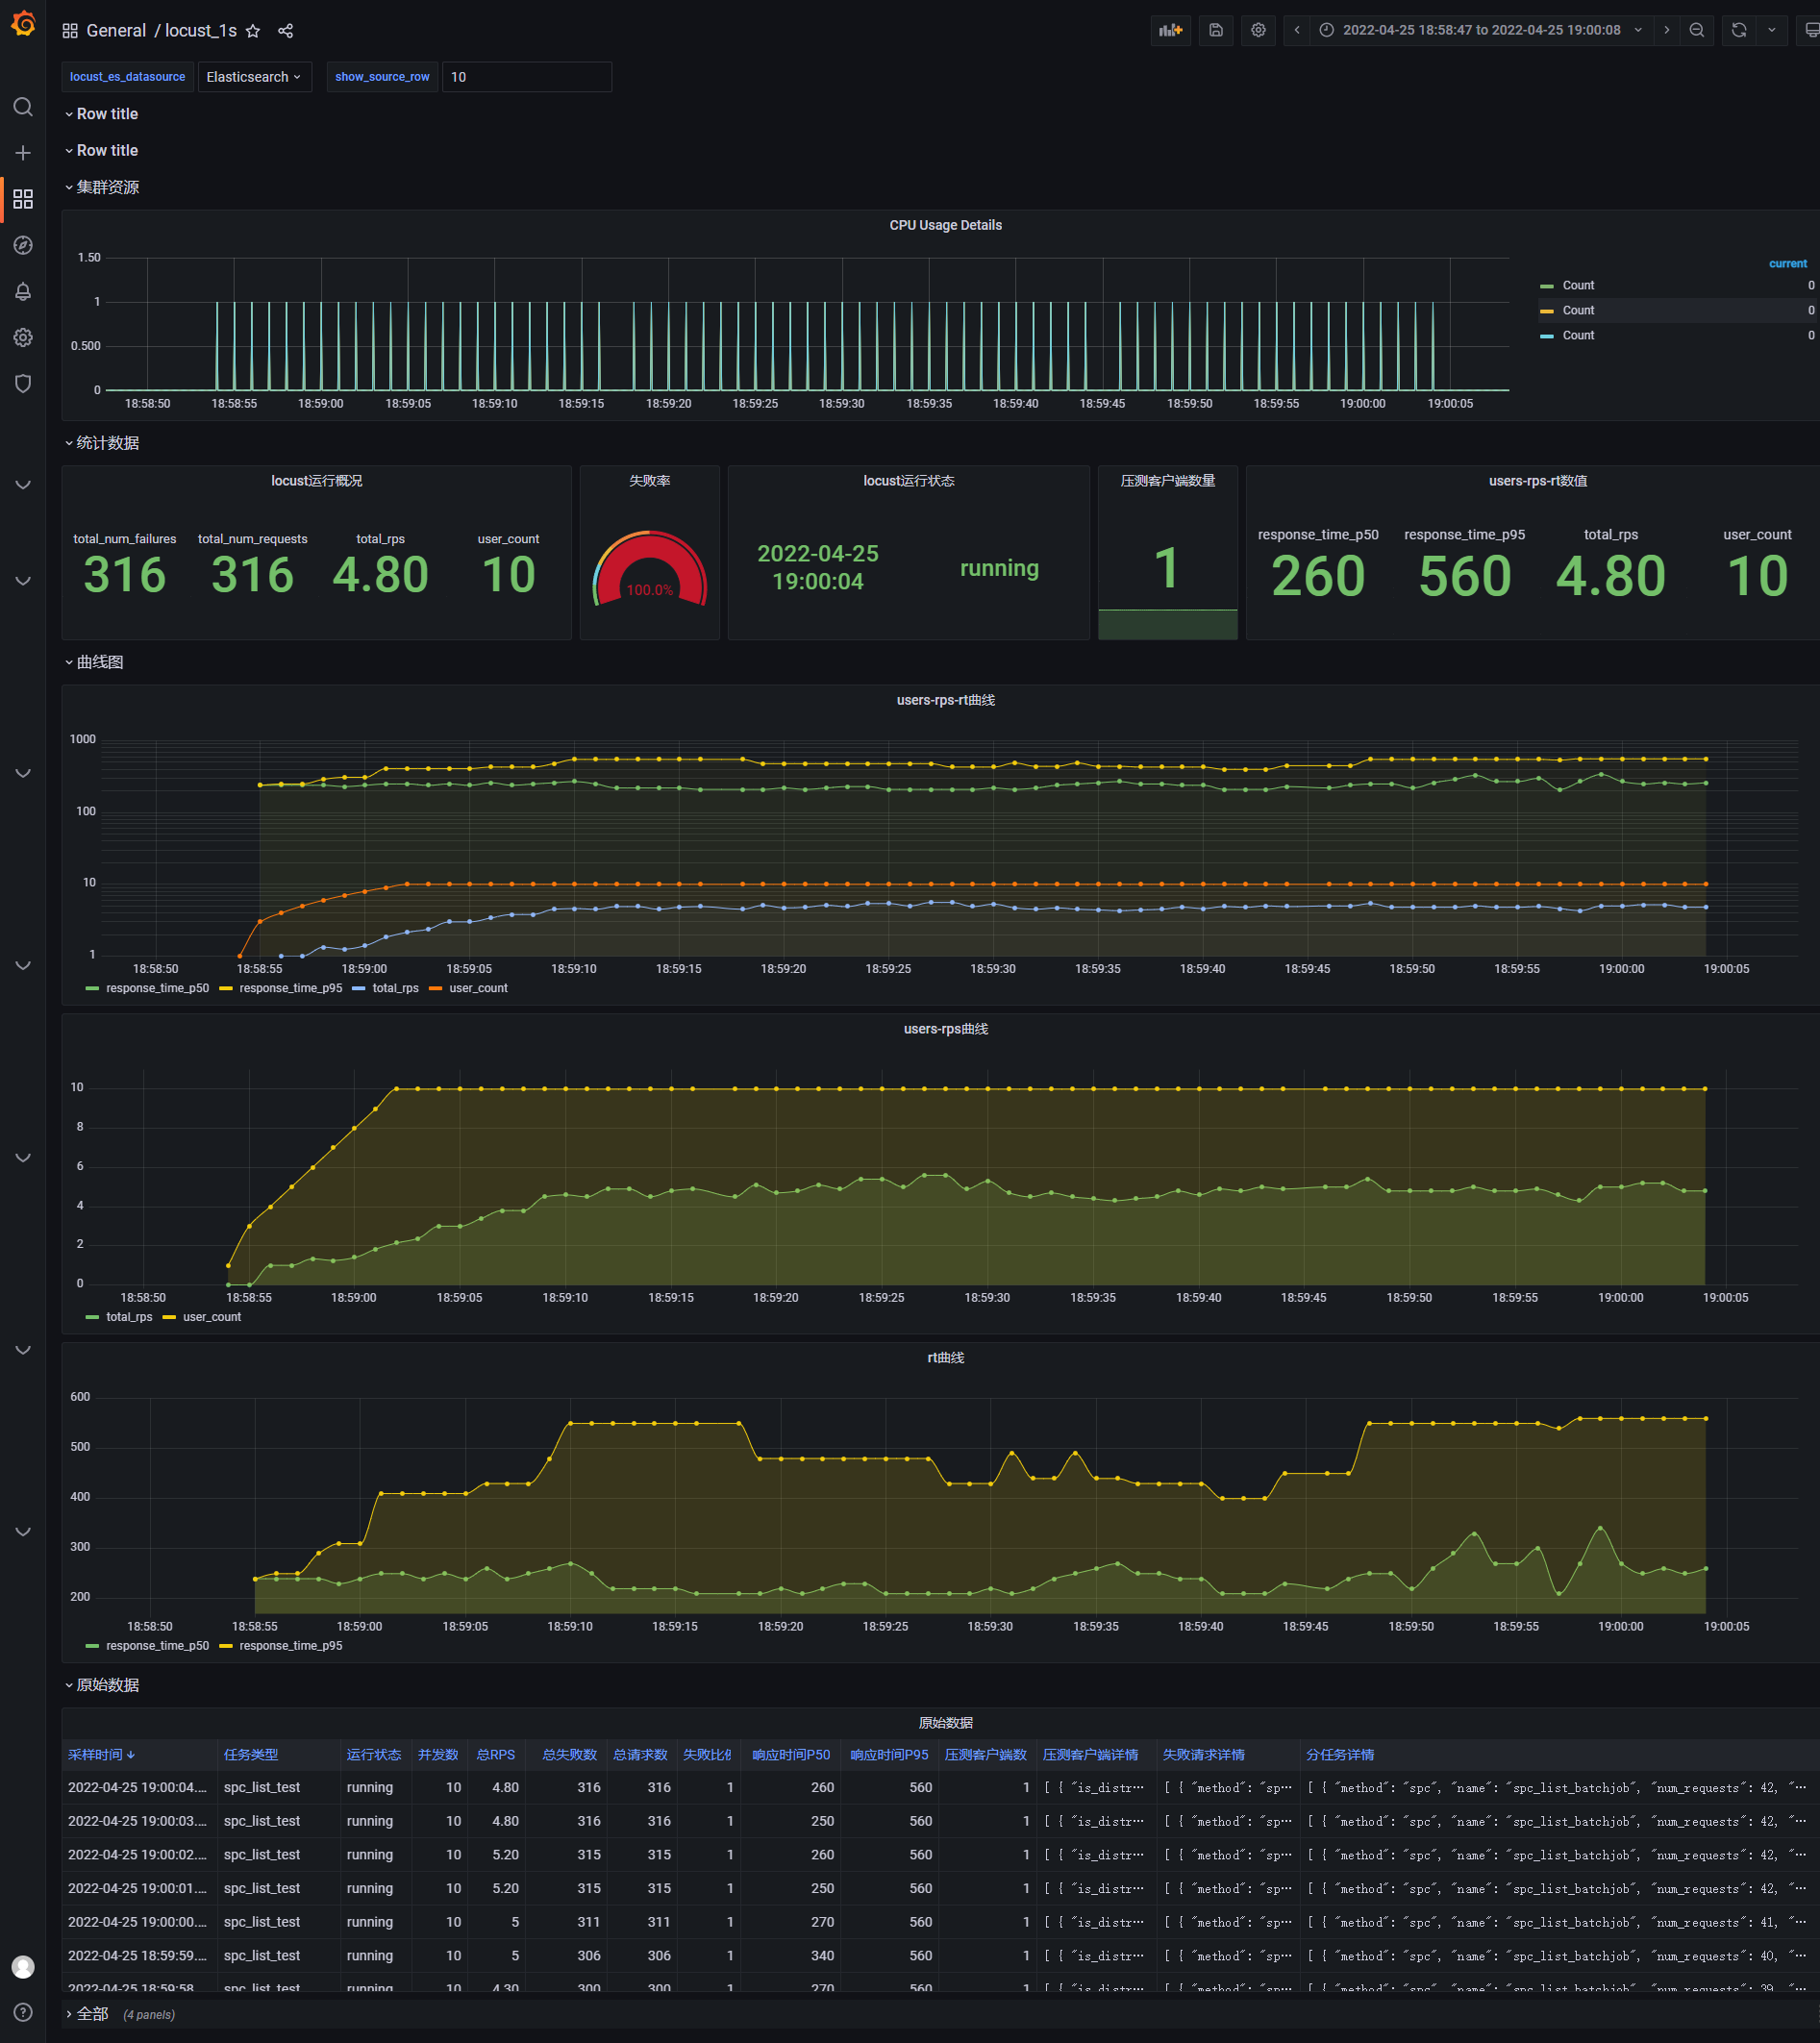 General / locust_1s
2022-04-25 18:58:47 to 2022-04-25 19:00:08
locust_es_datasource Elasticsearch show_source_row 10
Row title
Row title
集群资源
CPU Usage Details
1.50
1
0.500
0
18:58:50 18:58:55 18:59:00 18:59:05 18:59:10 18:59:15 18:59:20 18:59:25 18:59:30 18:59:35 18:59:40 18:59:45 18:59:50 18:59:55 19:00:00 19:00:05
current
Count 0
Count 0
Count 0
统计数据
locust运行概况
total_num_failures total_num_requests total_rps user_count
316 316 4.80 10
失败率
100.0%
locust运行状态
2022-04-25
19:00:04
running
压测客户端数量
1
users-rps-rt数值
response_time_p50 response_time_p95 total_rps user_count
260 560 4.80 10
曲线图
users-rps-rt曲线
1000
100
10
1
18:58:50 18:58:55 18:59:00 18:59:05 18:59:10 18:59:15 18:59:20 18:59:25 18:59:30 18:59:35 18:59:40 18:59:45 18:59:50 18:59:55 19:00:00 19:00:05
response_time_p50 response_time_p95 total_rps user_count
users-rps曲线
10
8
6
4
2
0
18:58:50 18:58:55 18:59:00 18:59:05 18:59:10 18:59:15 18:59:20 18:59:25 18:59:30 18:59:35 18:59:40 18:59:45 18:59:50 18:59:55 19:00:00 19:00:05
total_rps user_count
rt曲线
600
500
400
300
200
18:58:50 18:58:55 18:59:00 18:59:05 18:59:10 18:59:15 18:59:20 18:59:25 18:59:30 18:59:35 18:59:40 18:59:45 18:59:50 18:59:55 19:00:00 19:00:05
response_time_p50 response_time_p95
原始数据
原始数据
采样时间 任务类型 运行状态 并发数 总RPS 总失败数 总请求数 失败比 响应时间P50 响应时间P95 压测客户端数 压测客户端详情 失败请求详情 分任务详情
2022-04-25 19:00:04.... spc_list_test running 10 4.80 316 316 1 260 560 1 [ { "is_distr… [ { "method": "sp… [ { "method": "spc", "name": "spc_list_batchjob", "num_requests": 42, "…
2022-04-25 19:00:03.... spc_list_test running 10 4.80 316 316 1 250 560 1 [ { "is_distr… [ { "method": "sp… [ { "method": "spc", "name": "spc_list_batchjob", "num_requests": 42, "…
2022-04-25 19:00:02.... spc_list_test running 10 5.20 315 315 1 260 560 1 [ { "is_distr… [ { "method": "sp… [ { "method": "spc", "name": "spc_list_batchjob", "num_requests": 42, "…
2022-04-25 19:00:01.... spc_list_test running 10 5.20 315 315 1 250 560 1 [ { "is_distr… [ { "method": "sp… [ { "method": "spc", "name": "spc_list_batchjob", "num_requests": 42, "…
2022-04-25 19:00:00.... spc_list_test running 10 5 311 311 1 270 560 1 [ { "is_distr… [ { "method": "sp… [ { "method": "spc", "name": "spc_list_batchjob", "num_requests": 41, "…
2022-04-25 18:59:59.... spc_list_test running 10 5 306 306 1 340 560 1 [ { "is_distr… [ { "method": "sp… [ { "method": "spc", "name": "spc_list_batchjob", "num_requests": 40, "…
2022-04-25 18:59:58.... spc_list_test running 10 4.30 300 300 1 270 560 1 [ { "is_distr… [ { "method": "sp… [ { "method": "spc", "name": "spc_list_batchjob", "num_requests": 39, "…
全部 (4 panels)